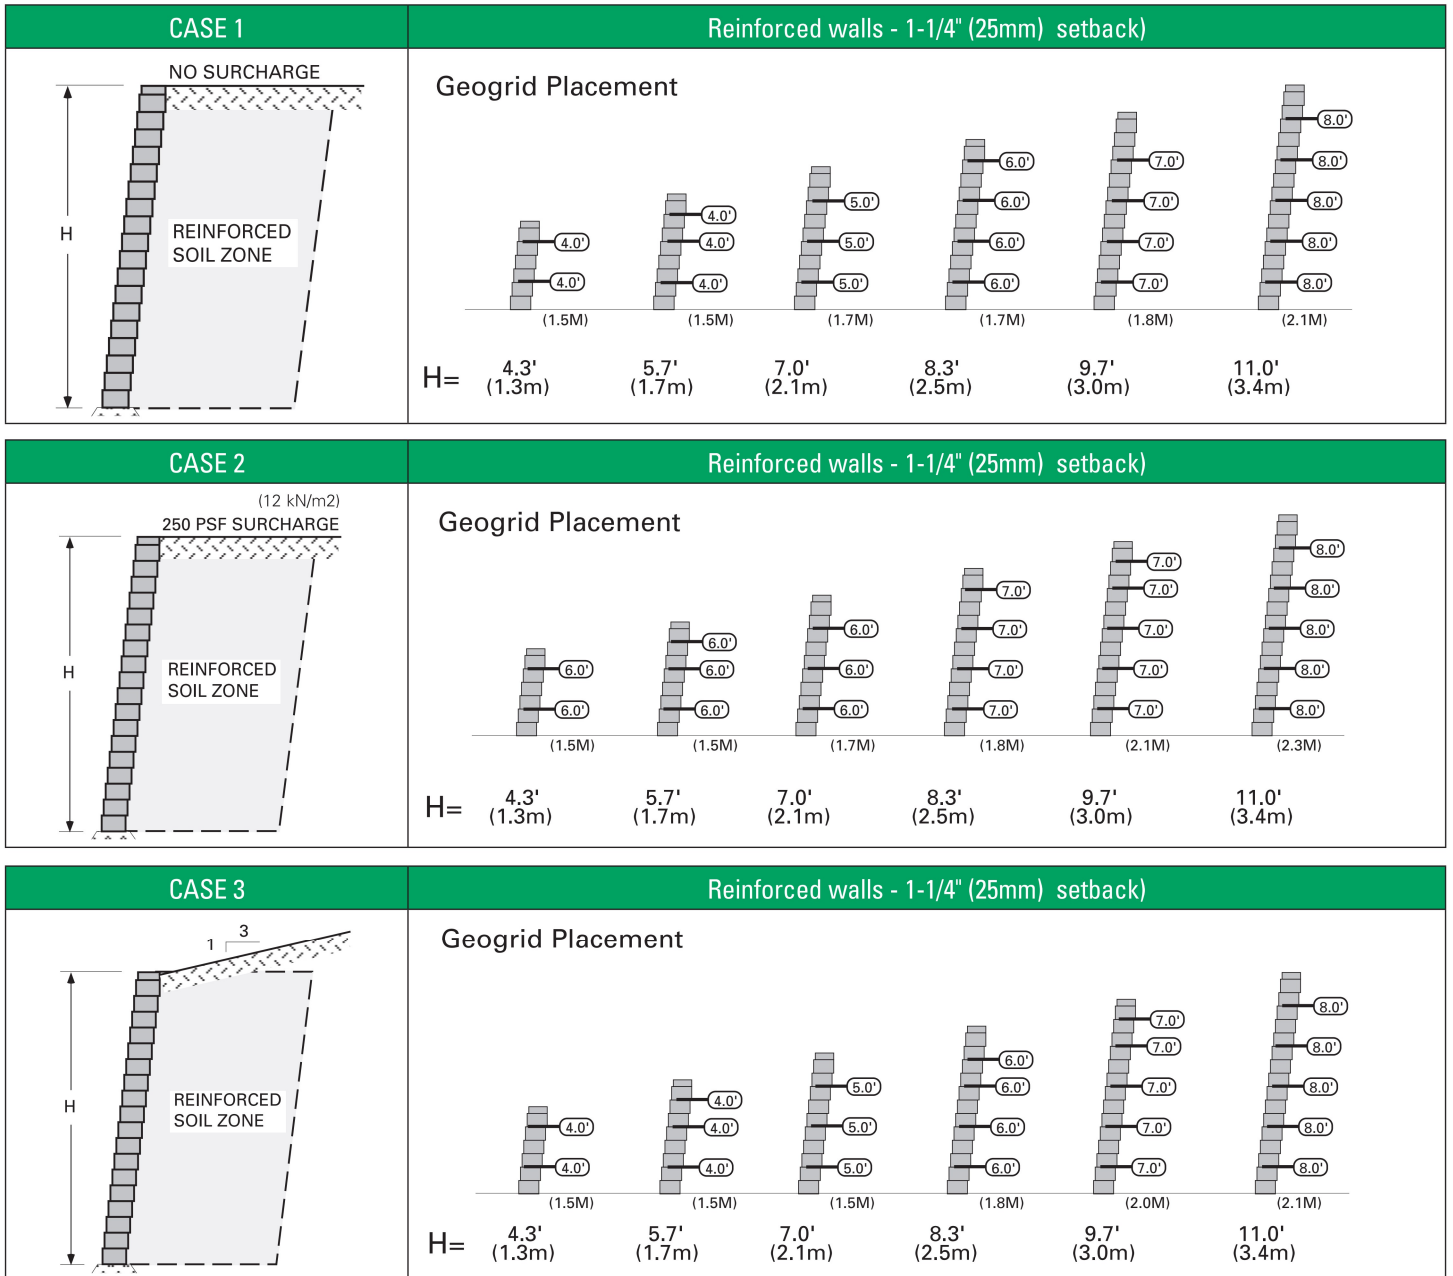 CASE 1
Reinforced walls - 1-1/4" (25mm) setback)
NO SURCHARGE
H
REINFORCED
SOIL ZONE
Geogrid Placement
4.0'
4.0'
4.0'
4.0'
4.0'
5.0'
5.0'
5.0'
6.0'
6.0'
6.0'
6.0'
7.0'
7.0'
7.0'
7.0'
8.0'
8.0'
8.0'
8.0'
8.0'
(1.5M) (1.5M) (1.7M) (1.7M) (1.8M) (2.1M)
H= 4.3' 5.7' 7.0' 8.3' 9.7' 11.0'
(1.3m) (1.7m) (2.1m) (2.5m) (3.0m) (3.4m)
CASE 2
Reinforced walls - 1-1/4" (25mm) setback)
(12 kN/m2)
250 PSF SURCHARGE
H
REINFORCED
SOIL ZONE
Geogrid Placement
6.0'
6.0'
6.0'
6.0'
6.0'
6.0'
6.0'
6.0'
7.0'
7.0'
7.0'
7.0'
7.0'
7.0'
7.0'
7.0'
7.0'
8.0'
8.0'
8.0'
8.0'
8.0'
(1.5M) (1.5M) (1.7M) (1.8M) (2.1M) (2.3M)
H= 4.3' 5.7' 7.0' 8.3' 9.7' 11.0'
(1.3m) (1.7m) (2.1m) (2.5m) (3.0m) (3.4m)
CASE 3
Reinforced walls - 1-1/4" (25mm) setback)
1 3
H
REINFORCED
SOIL ZONE
Geogrid Placement
4.0'
4.0'
4.0'
4.0'
4.0'
5.0'
5.0'
5.0'
6.0'
6.0'
6.0'
6.0'
7.0'
7.0'
7.0'
7.0'
7.0'
8.0'
8.0'
8.0'
8.0'
8.0'
(1.5M) (1.5M) (1.5M) (1.8M) (2.0M) (2.1M)
H= 4.3' 5.7' 7.0' 8.3' 9.7' 11.0'
(1.3m) (1.7m) (2.1m) (2.5m) (3.0m) (3.4m)